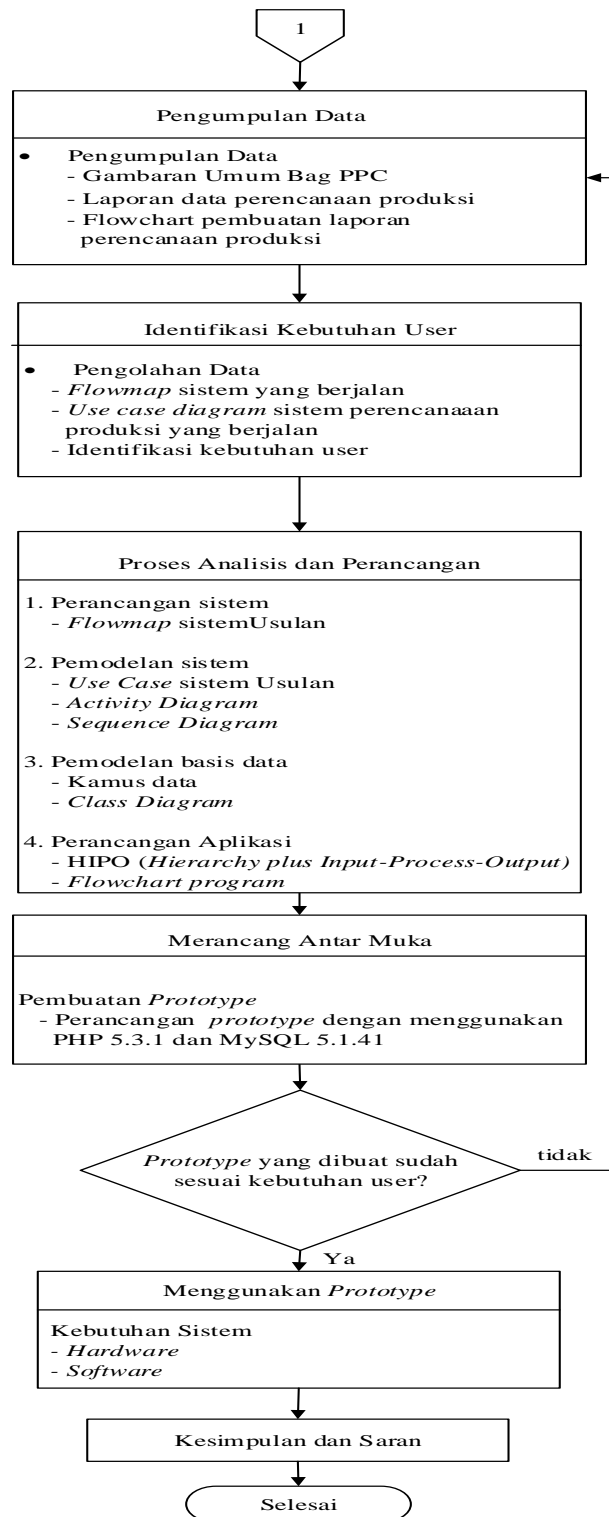 1
Pengumpulan Data
• Pengumpulan Data
- Gambaran Umum Bag PPC
- Laporan data perencanaan produksi
- Flowchart pembuatan laporan
perencanaan produksi
Identifikasi Kebutuhan User
• Pengolahan Data
- Flowmap sistem yang berjalan
- Use case diagram sistem perencanaaan
produksi yang berjalan
- Identifikasi kebutuhan user
Proses Analisis dan Perancangan
1. Perancangan sistem
- Flowmap sistemUsulan
2. Pemodelan sistem
- Use Case sistem Usulan
- Activity Diagram
- Sequence Diagram
3. Pemodelan basis data
- Kamus data
- Class Diagram
4. Perancangan Aplikasi
- HIPO (Hierarchy plus Input-Process-Output)
- Flowchart program
Merancang Antar Muka
Pembuatan Prototype
- Perancangan prototype dengan menggunakan
PHP 5.3.1 dan MySQL 5.1.41
Prototype yang dibuat sudah
sesuai kebutuhan user?
tidak
Ya
Menggunakan Prototype
Kebutuhan Sistem
- Hardware
- Software
Kesimpulan dan Saran
Selesai